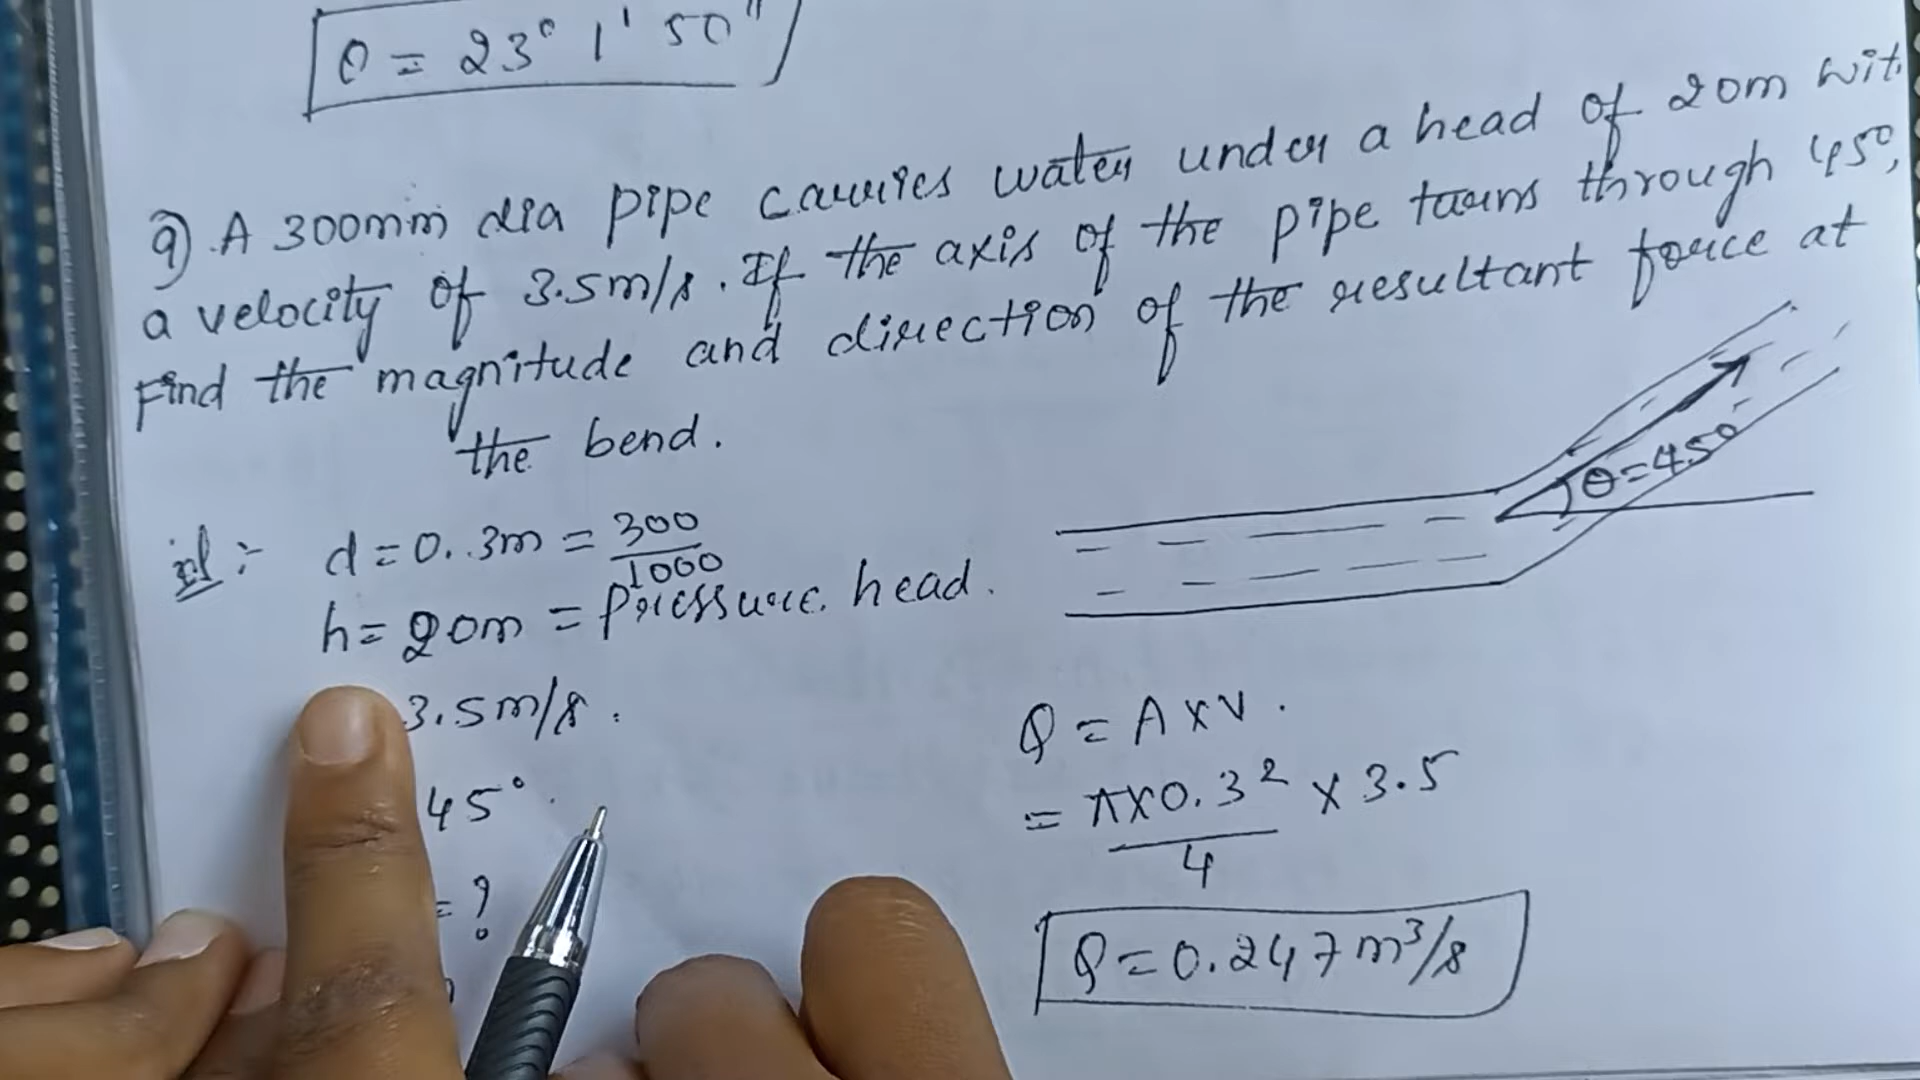 θ = 23° 1' 50"
9) A 300mm dia pipe carries water under a head of 20m wit
a velocity of 3.5m/s. If the axis of the pipe turns through 45°,
Find the magnitude and direction of the resultant force at
the bend.
θ=45°
d = 0.3m = 300/1000
h = 20m = Pressure head.
3.5m/s.
45°.
= ?
Q = A x V.
= π x 0.3² / 4 x 3.5
Q = 0.247 m³/s